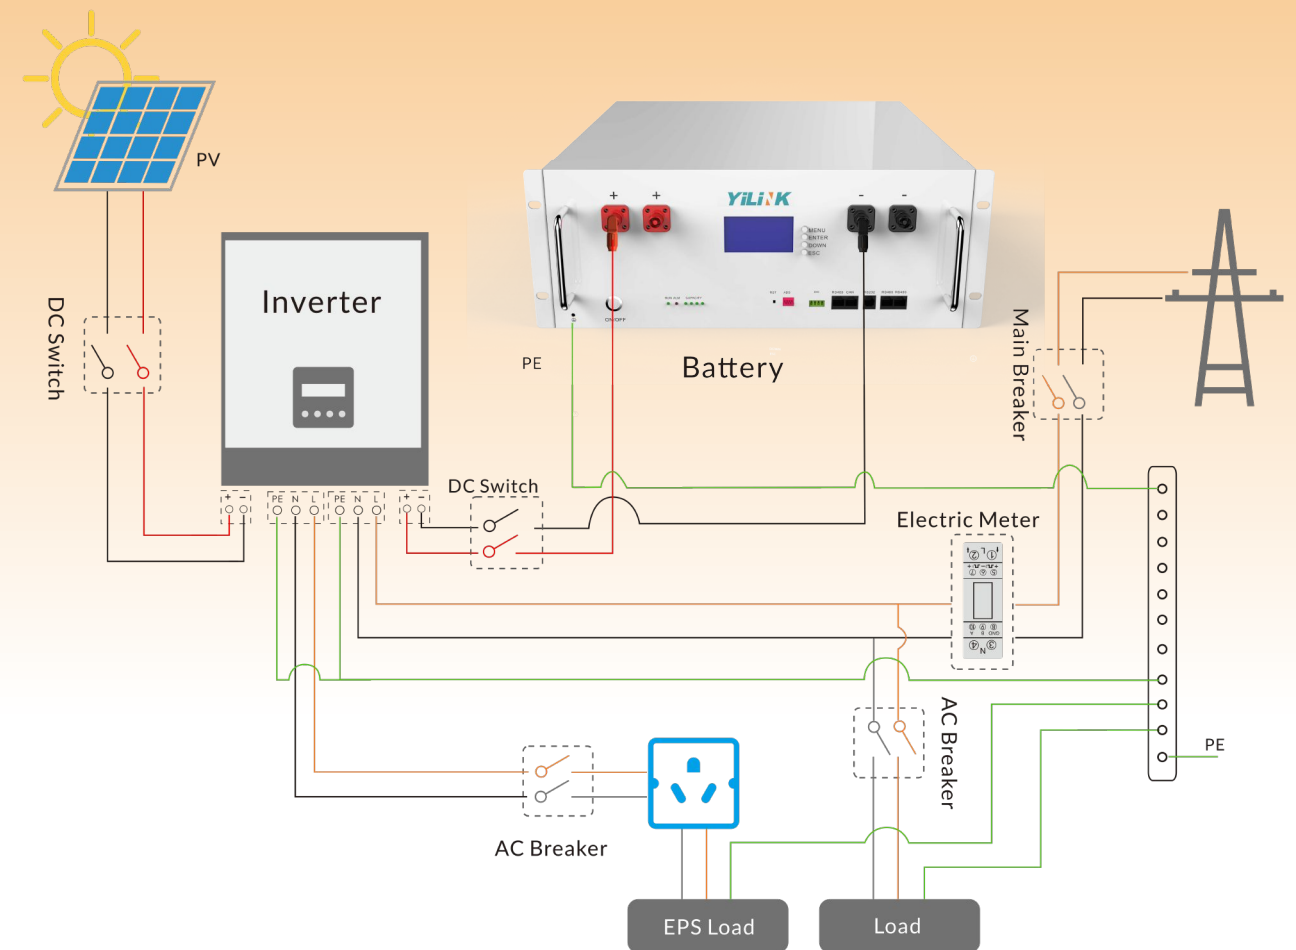 PV
DC Switch
Inverter
+ -
PE N L
PE N L
+ -
DC Switch
+ +
YiLiNK
- -
MENU
ENTER
DOWN
ESC
ON/OFF
PE
Battery
Main Breaker
Electric Meter
AC Breaker
AC Breaker
PE
EPS Load
Load